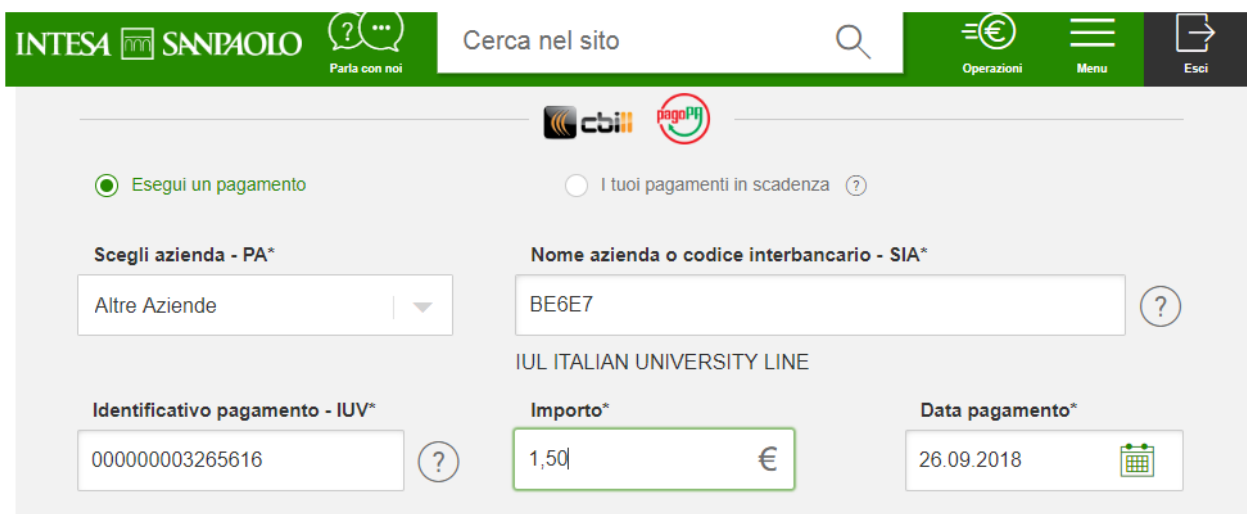 INTESA SANPAOLO
Parla con noi
Cerca nel sito
Operazioni
Menu
Esci
cbill
pagoPA
Esegui un pagamento
I tuoi pagamenti in scadenza ?
Scegli azienda - PA*
Nome azienda o codice interbancario - SIA*
Altre Aziende
BE6E7
?
IUL ITALIAN UNIVERSITY LINE
Identificativo pagamento - IUV*
Importo*
Data pagamento*
000000003265616
?
1,50 €
26.09.2018